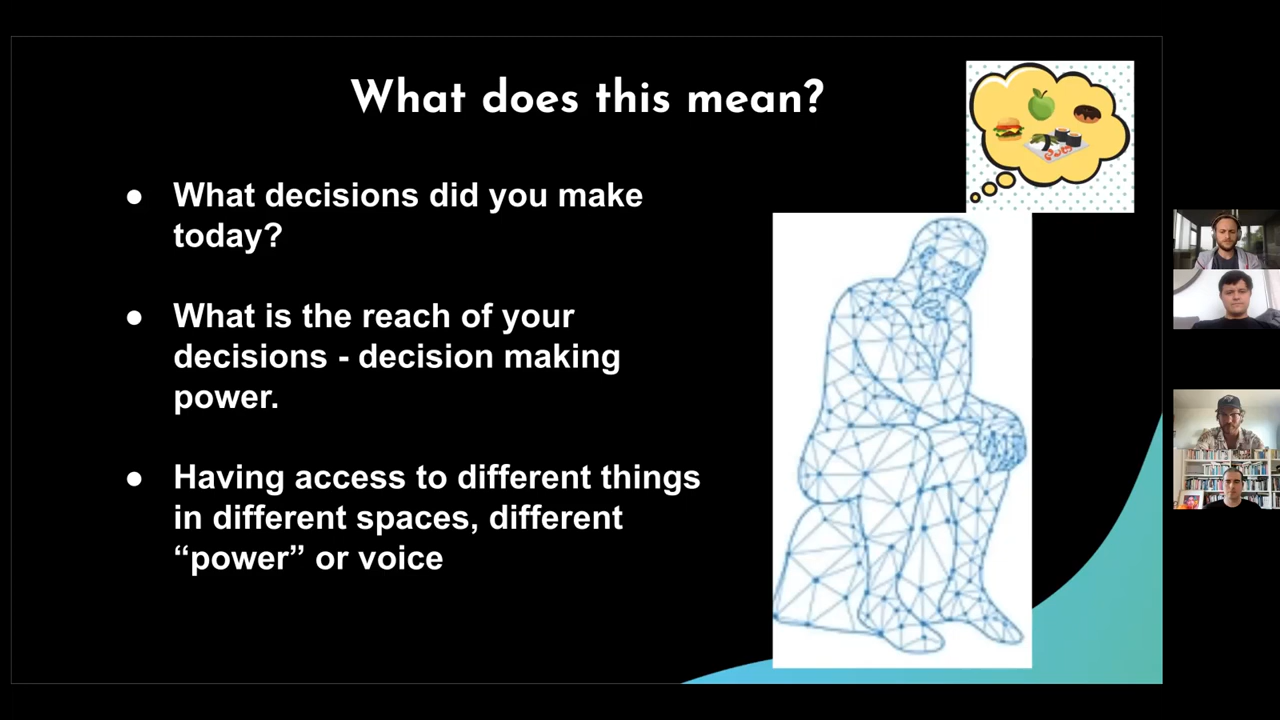 What does this mean?
● What decisions did you make
today?
● What is the reach of your
decisions - decision making
power.
● Having access to different things
in different spaces, different
“power” or voice